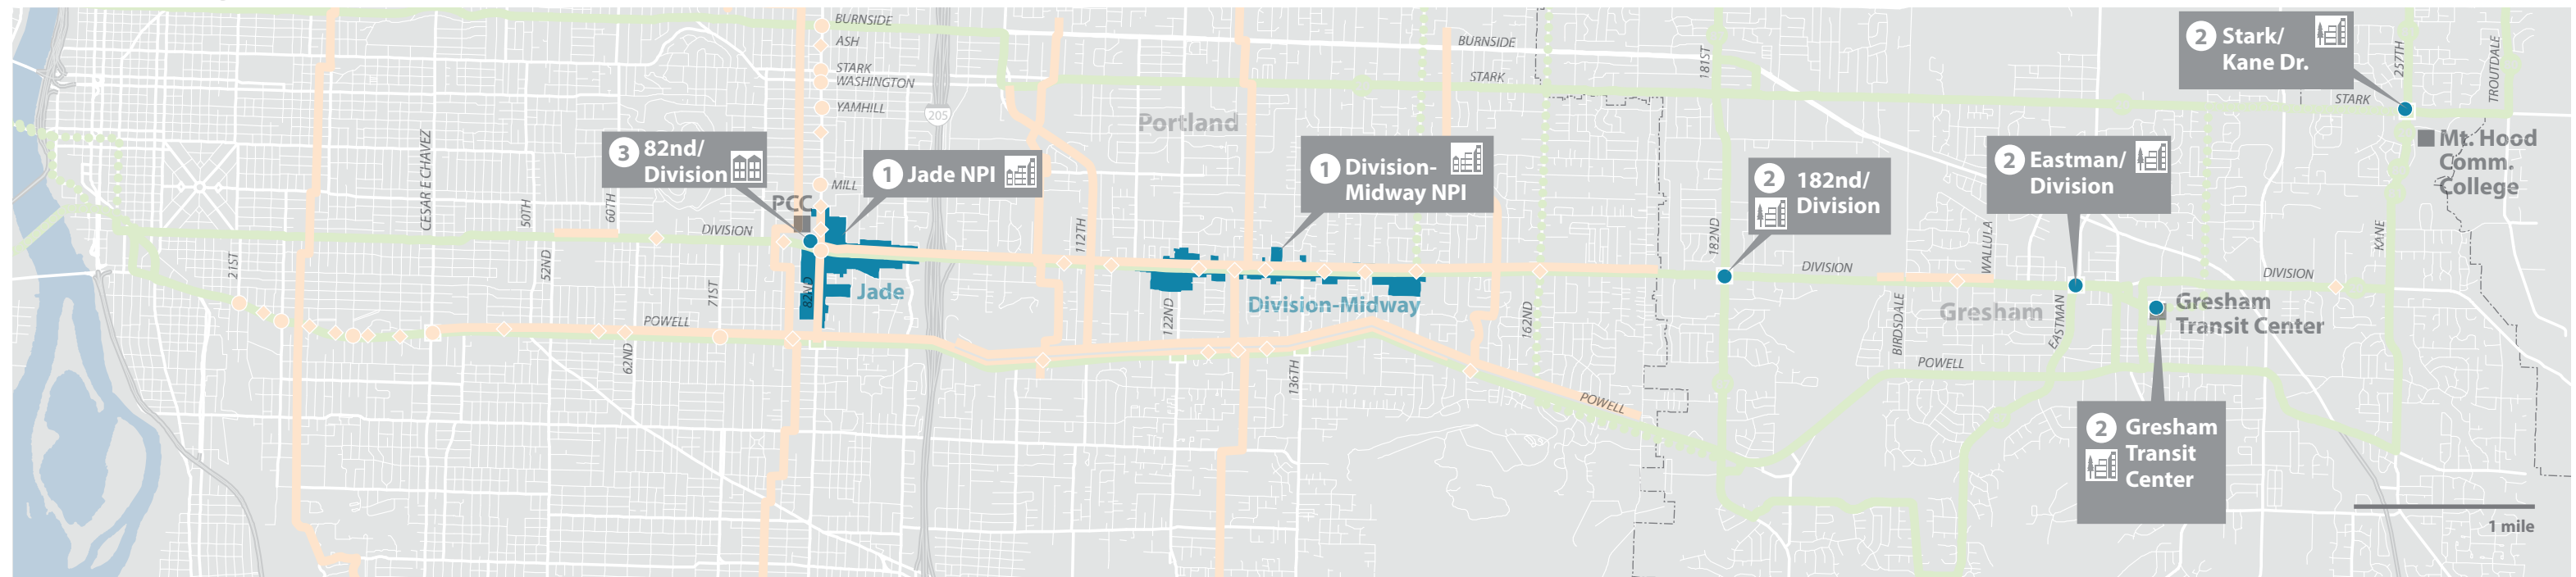 BURNSIDE
ASH
STARK
WASHINGTON
YAMHILL
MILL
205
Portland
BURNSIDE
STARK
181ST
2 Stark/
Kane Dr.
257TH
TROUTDALE
STARK
Mt. Hood
Comm.
College
3 82nd/
Division
1 Jade NPI
1 Division-
Midway NPI
2 182nd/
Division
2 Eastman/
Division
PCC
CESAR E CHAVEZ
50TH
60TH
DIVISION
112TH
21ST
52ND
71ST
82ND
Jade
122ND
Division-Midway
162ND
182ND
DIVISION
WALLULA
DIVISION
KANE
Gresham
BIRDSDALE
EASTMAN
Gresham
Transit Center
POWELL
62ND
136TH
POWELL
POWELL
2 Gresham
Transit
Center
1 mile